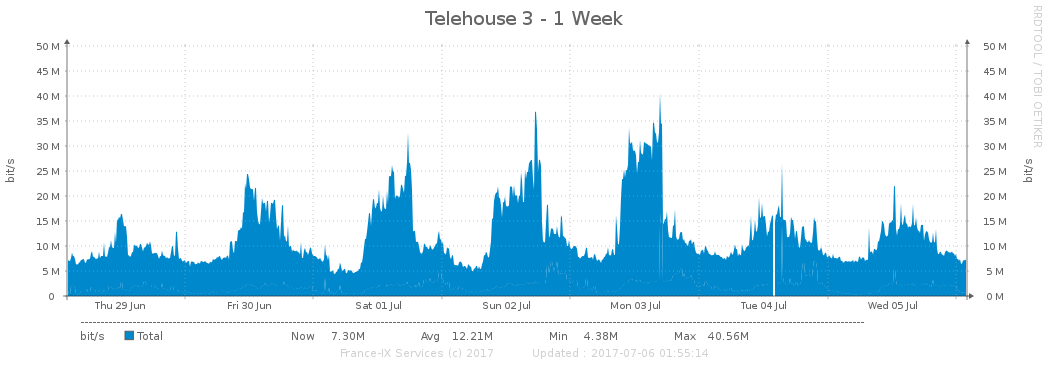 Telehouse 3 - 1 Week
RRDTOOL / TOBI OETIKER
50 M 50 M
45 M 45 M
40 M 40 M
35 M 35 M
30 M 30 M
25 M 25 M
20 M 20 M
15 M 15 M
10 M 10 M
5 M 5 M
0 0 M
bit/s bit/s
Thu 29 Jun Fri 30 Jun Sat 01 Jul Sun 02 Jul Mon 03 Jul Tue 04 Jul Wed 05 Jul
bit/s Total Now 7.30M Avg 12.21M Min 4.38M Max 40.56M
France-IX Services (c) 2017 Updated : 2017-07-06 01:55:14